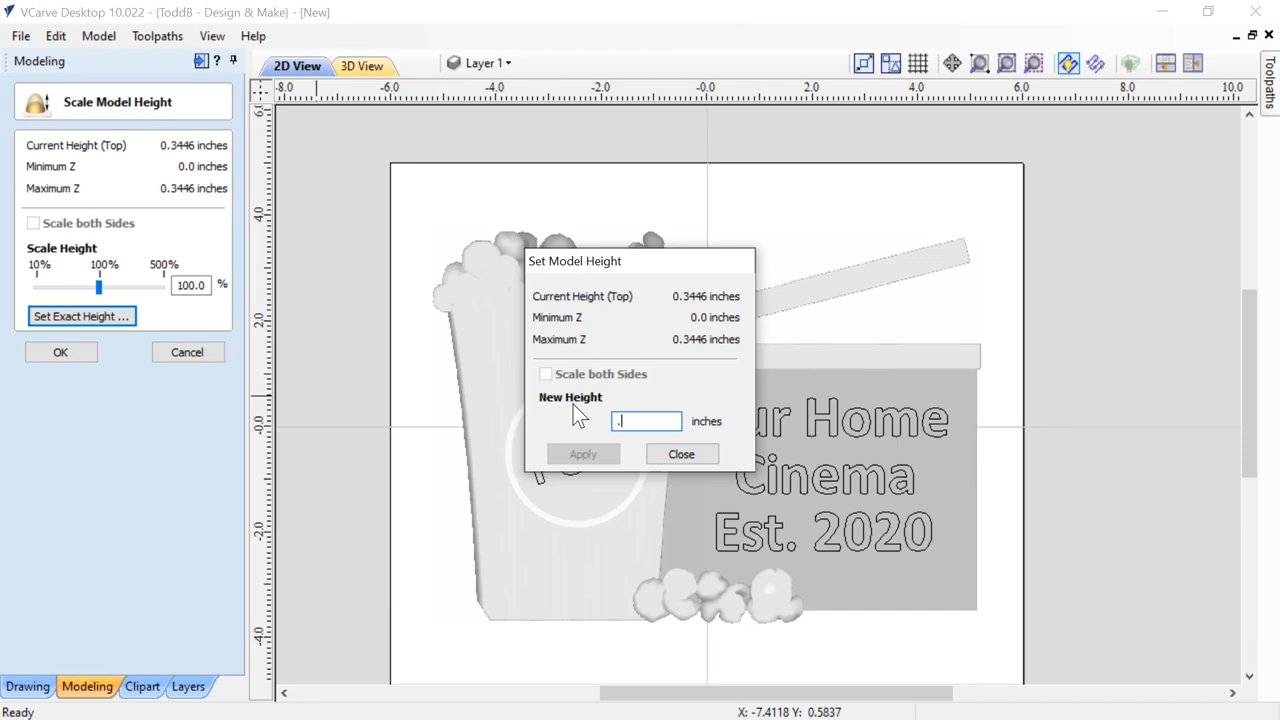 VCarve Desktop 10.022 - {ToddB - Design & Make} - [New]
File Edit Model Toolpaths View Help
Modeling ?
2D View 3D View Layer 1
Toolpaths
-8.0 -6.0 -4.0 -2.0 -0.0 2.0 4.0 6.0 8.0 10.0
6
4.0
2.0
-0.0
-2.0
-4.0
Scale Model Height
Current Height (Top) 0.3446 inches
Minimum Z 0.0 inches
Maximum Z 0.3446 inches
Scale both Sides
Scale Height
10% 100% 500%
100.0 %
Set Exact Height ...
OK Cancel
Set Model Height
Current Height (Top) 0.3446 inches
Minimum Z 0.0 inches
Maximum Z 0.3446 inches
Scale both Sides
New Height
. inches
Apply Close
ur Home
Cinema
Est. 2020
Drawing Modeling Clipart Layers
Ready X: -7.4118 Y: 0.5837